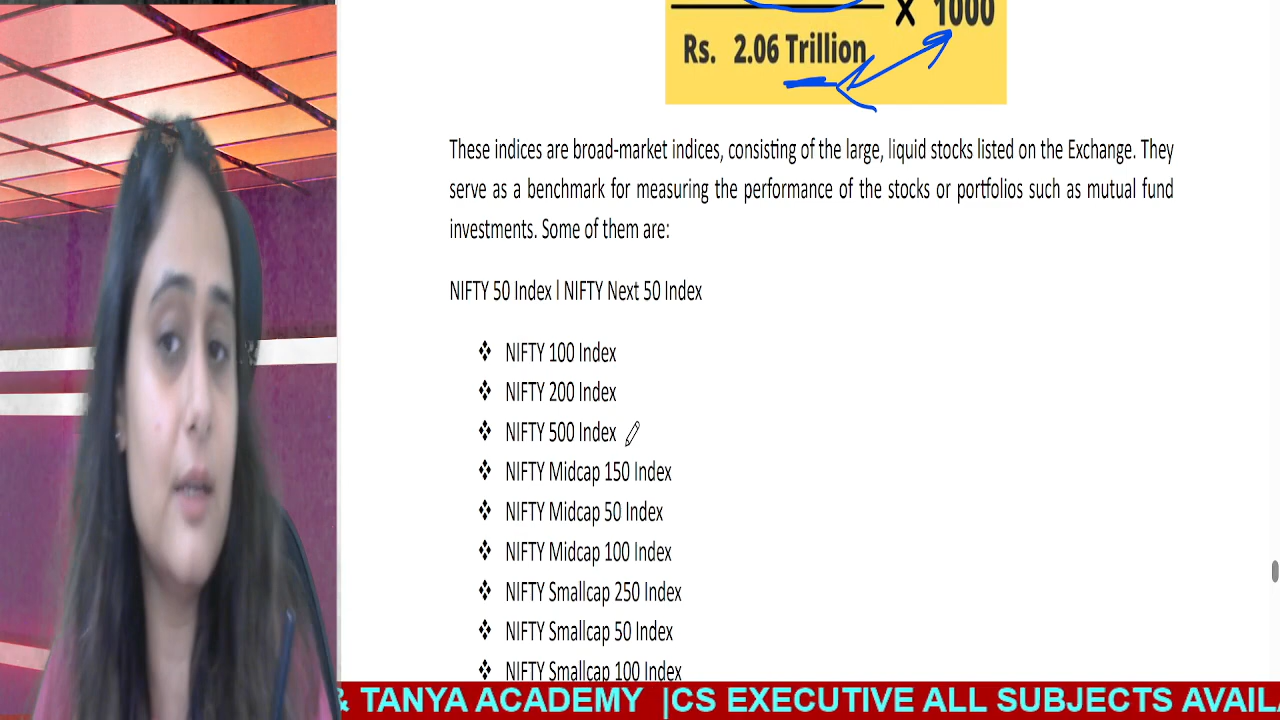 X 1000
Rs. 2.06 Trillion
These indices are broad-market indices, consisting of the large, liquid stocks listed on the Exchange. They
serve as a benchmark for measuring the performance of the stocks or portfolios such as mutual fund
investments. Some of them are:
NIFTY 50 Index l NIFTY Next 50 Index
❖ NIFTY 100 Index
❖ NIFTY 200 Index
❖ NIFTY 500 Index
❖ NIFTY Midcap 150 Index
❖ NIFTY Midcap 50 Index
❖ NIFTY Midcap 100 Index
❖ NIFTY Smallcap 250 Index
❖ NIFTY Smallcap 50 Index
❖ NIFTY Smallcap 100 Index
& TANYA ACADEMY |CS EXECUTIVE ALL SUBJECTS AVAIL